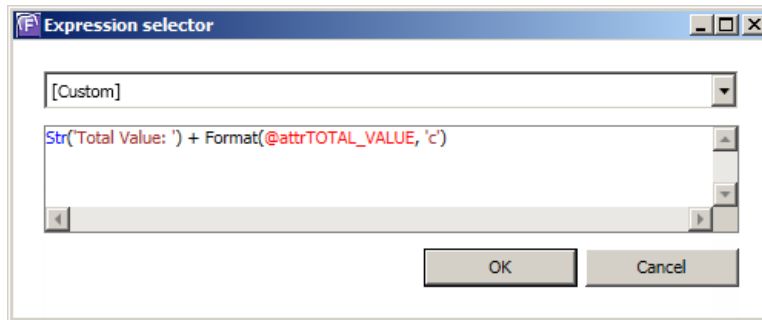 Expression selector
[Custom]
Str('Total Value: ') + Format(@attrTOTAL_VALUE, 'c')
OK
Cancel